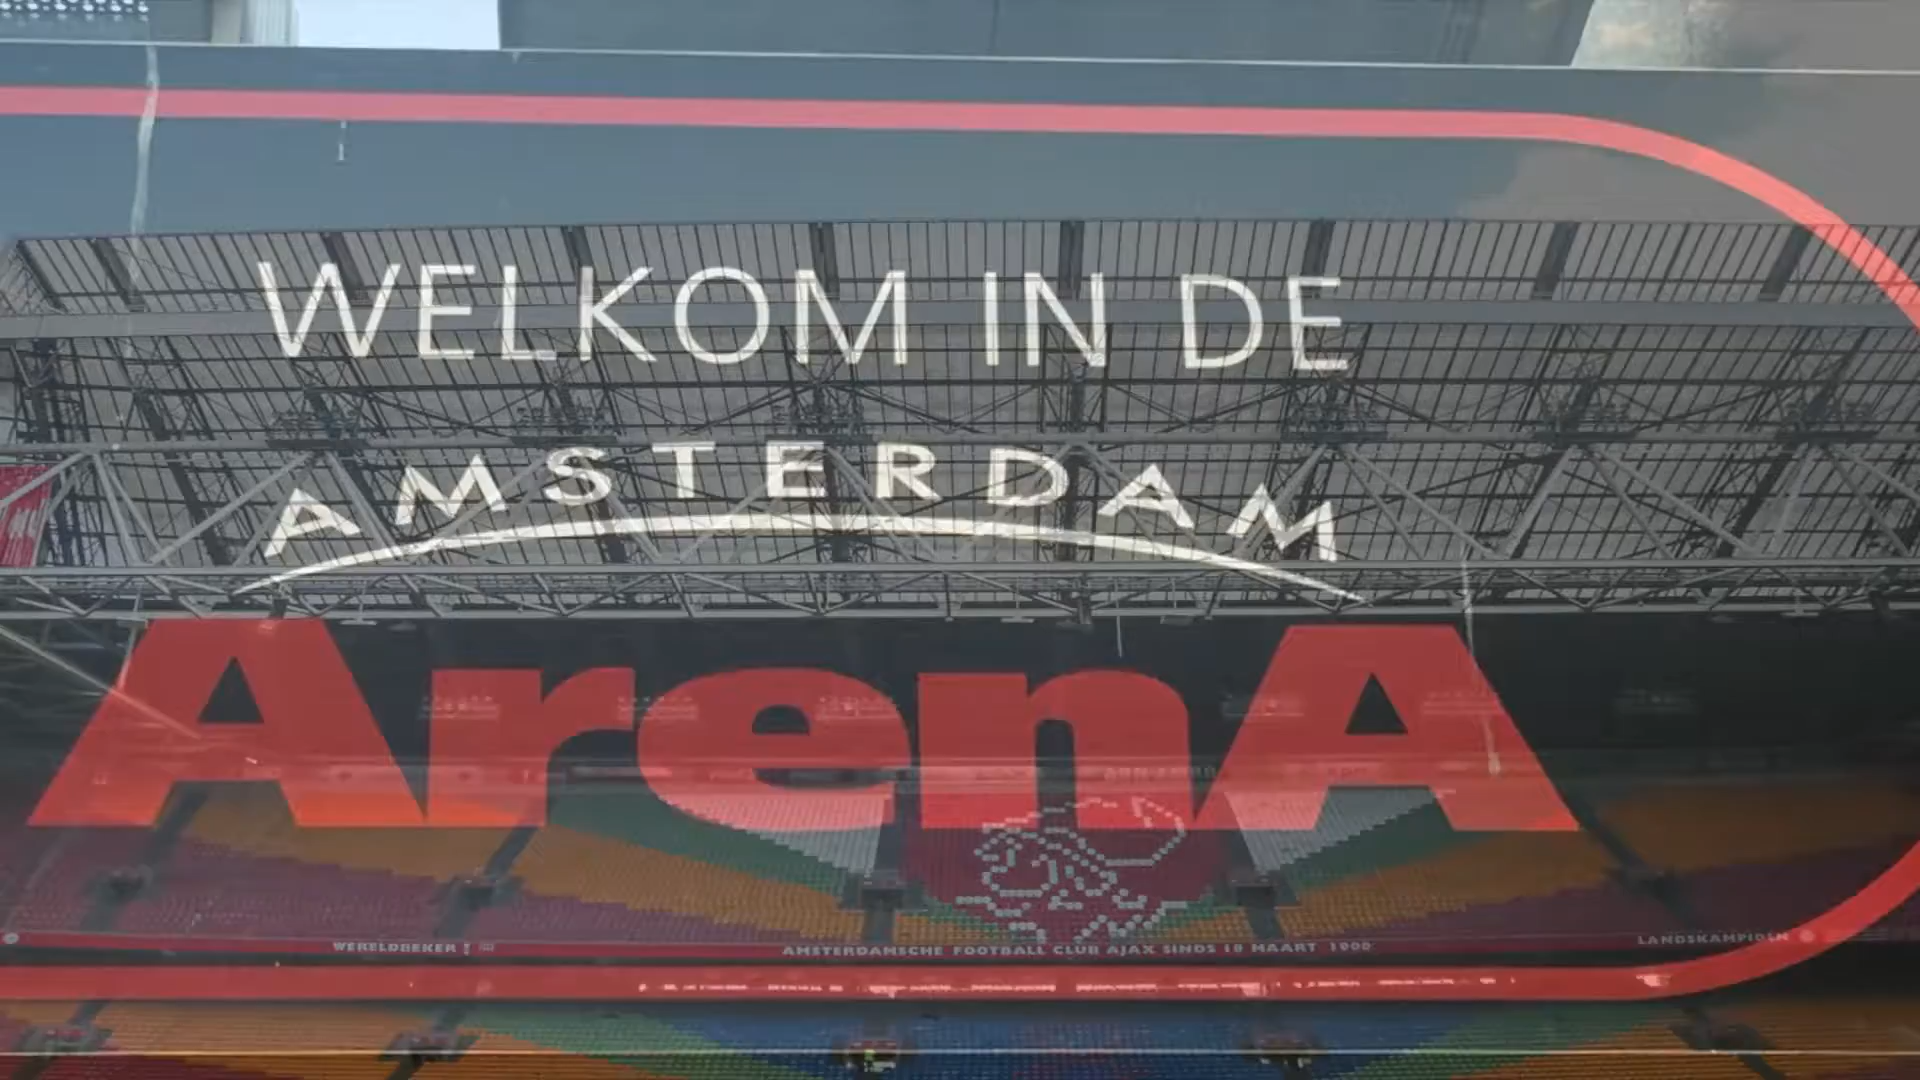 WELKOM IN DE
AMSTERDAM
ArenA
WERELDBEKER
AMSTERDAMSCHE FOOTBALL CLUB AJAX SINDS 18 MAART 1900
LANDSKAMPIOEN